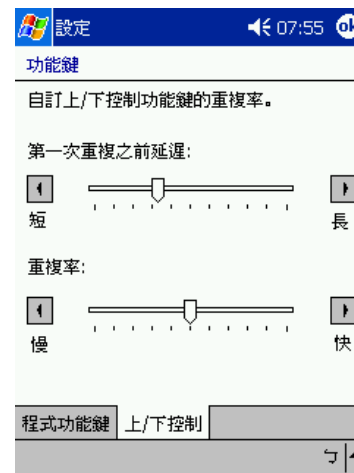 設定 07:55 ok
功能鍵
自訂上/下控制功能鍵的重複率。
第一次重複之前延遲:
短 長
重複率:
慢 快
程式功能鍵 上/下控制
ㄅ